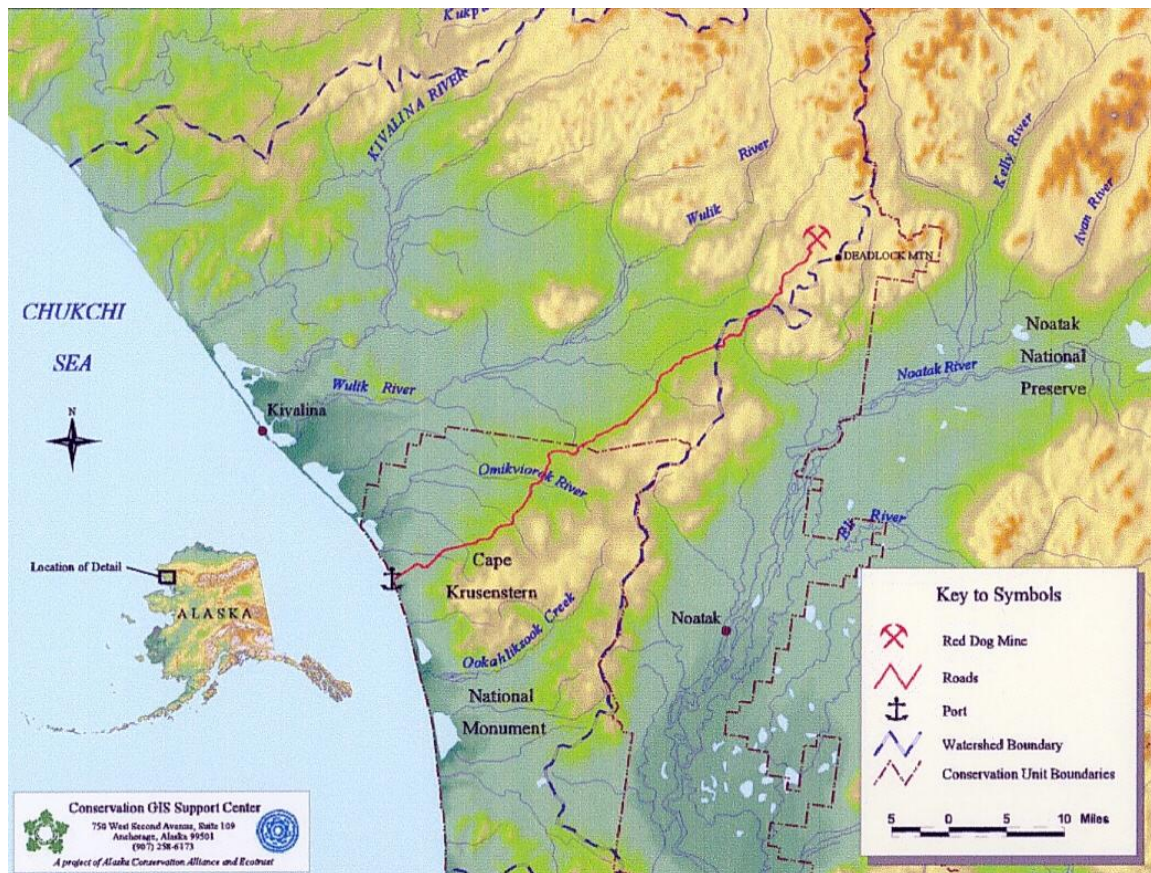 Kukpu
KIVALINA RIVER
River
Wulik
Kelly River
Avan River
DEADLOCK MTN
CHUKCHI
SEA
Noatak
National
Preserve
Noatak River
Wulik River
Kivalina
N
Omikviorok River
Eli River
Location of Detail
ALASKA
Cape
Krusenstern
Noatak
Ookahliksook Creek
National
Monument
Key to Symbols
Red Dog Mine
Roads
Port
Watershed Boundary
Conservation Unit Boundaries
5 0 5 10 Miles
Conservation GIS Support Center
750 West Second Avenue, Suite 109
Anchorage, Alaska 99501
(907) 258-6173
A project of Alaska Conservation Alliance and Ecotrust